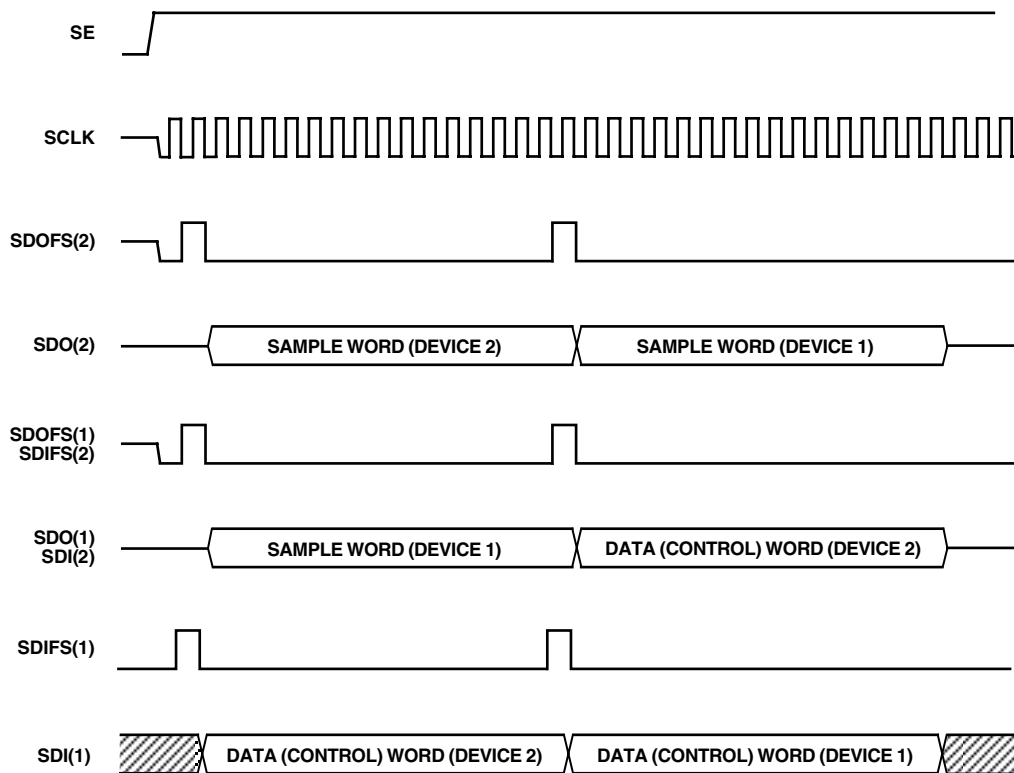 SE
SCLK
SDOFS(2)
SDO(2)
SAMPLE WORD (DEVICE 2)
SAMPLE WORD (DEVICE 1)
SDOFS(1)
SDIFS(2)
SDO(1)
SDI(2)
SAMPLE WORD (DEVICE 1)
DATA (CONTROL) WORD (DEVICE 2)
SDIFS(1)
SDI(1)
DATA (CONTROL) WORD (DEVICE 2)
DATA (CONTROL) WORD (DEVICE 1)